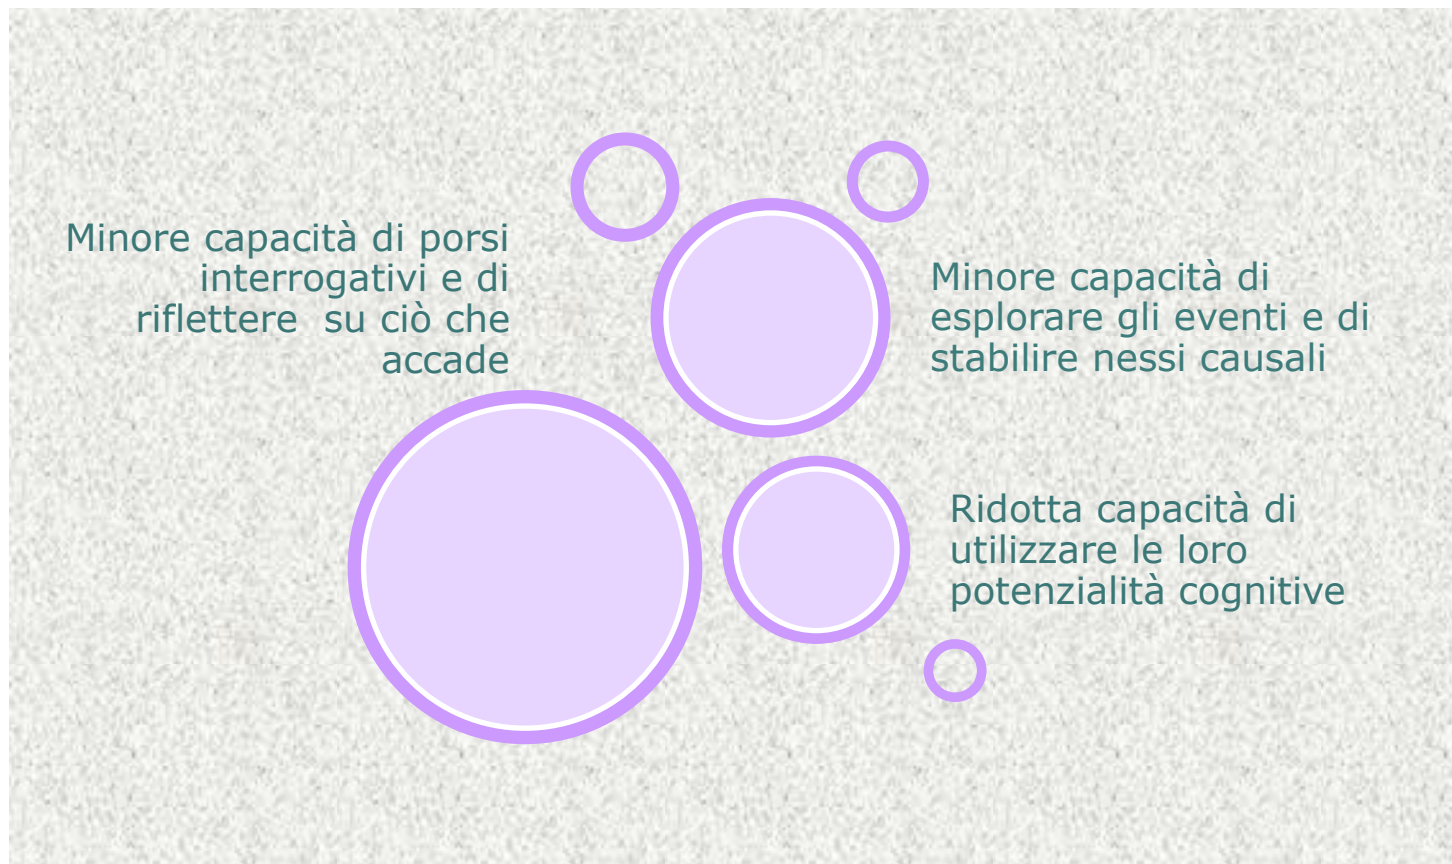 Minore capacità di porsi
interrogativi e di
riflettere  su ciò che
accade
Minore capacità di
esplorare gli eventi e di
stabilire nessi causali
Ridotta capacità di
utilizzare le loro
potenzialità cognitive